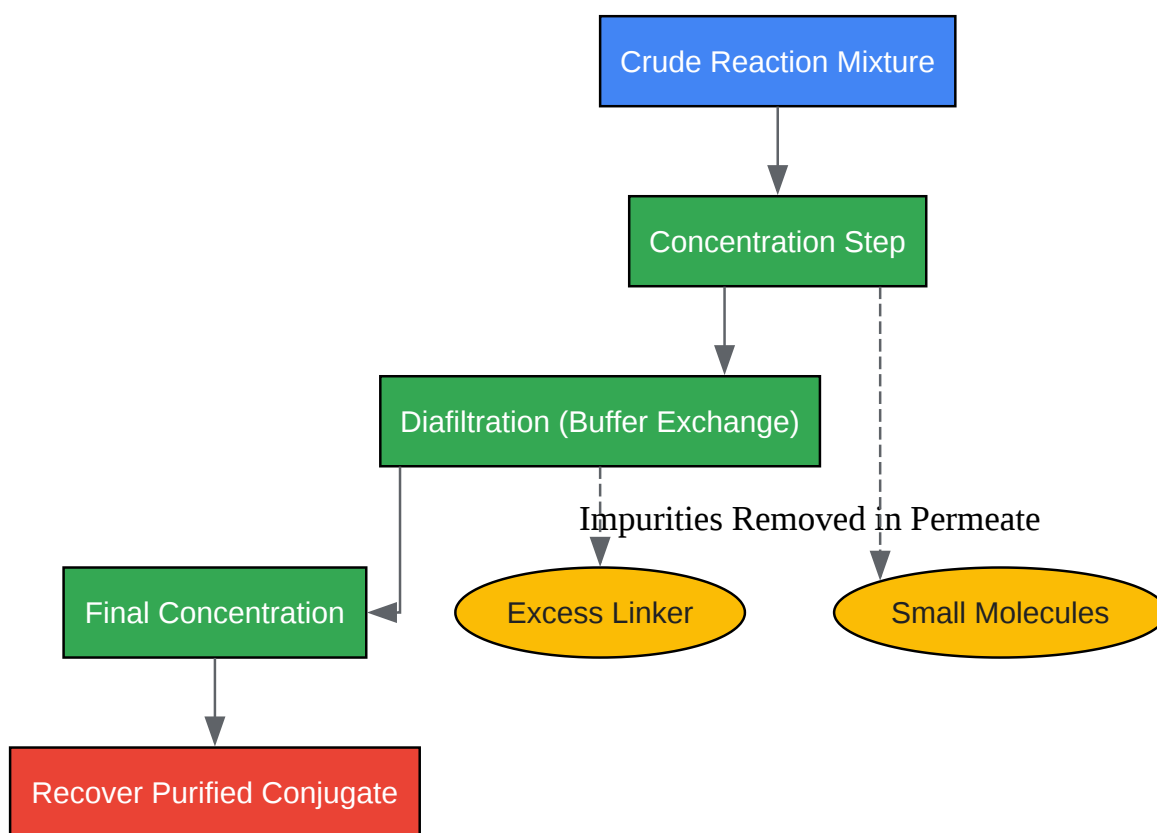 Crude Reaction Mixture
Concentration Step
Diafiltration (Buffer Exchange)
Impurities Removed in Permeate
Final Concentration
Excess Linker
Small Molecules
Recover Purified Conjugate